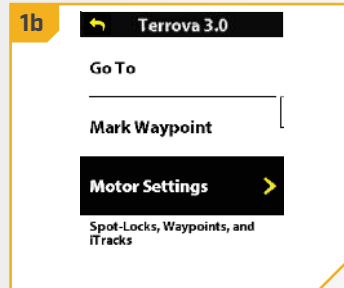 1b
Terrova 3.0
Go To
Mark Waypoint
Motor Settings
Spot-Locks, Waypoints, and
iTracks